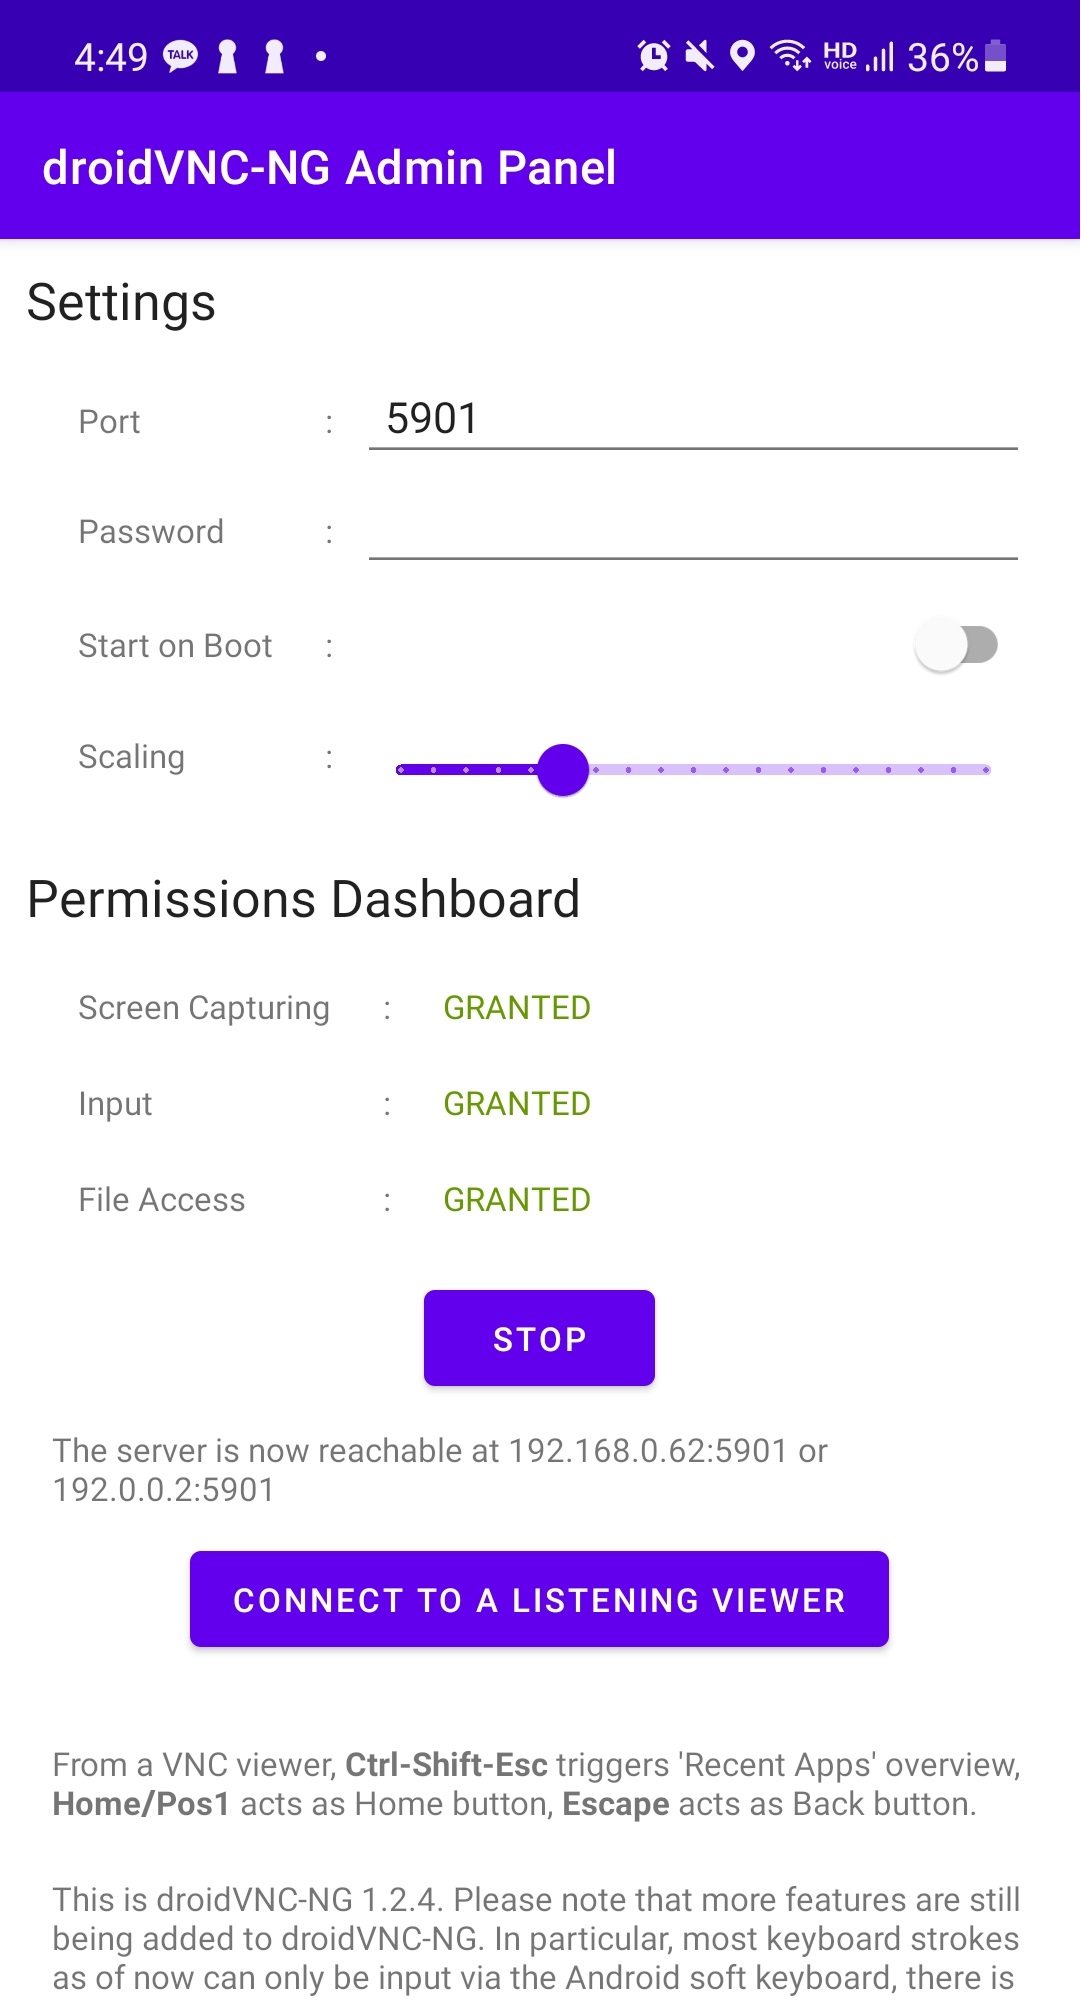 4:49 TALK HD voice 36%
droidVNC-NG Admin Panel
Settings
Port : 5901
Password :
Start on Boot :
Scaling :
Permissions Dashboard
Screen Capturing : GRANTED
Input : GRANTED
File Access : GRANTED
STOP
The server is now reachable at 192.168.0.62:5901 or
192.0.0.2:5901
CONNECT TO A LISTENING VIEWER
From a VNC viewer, Ctrl-Shift-Esc triggers 'Recent Apps' overview,
Home/Pos1 acts as Home button, Escape acts as Back button.
This is droidVNC-NG 1.2.4. Please note that more features are still
being added to droidVNC-NG. In particular, most keyboard strokes
as of now can only be input via the Android soft keyboard, there is